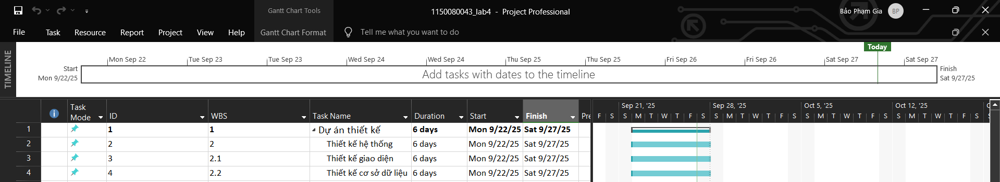 Gantt Chart Tools
1150080043_lab4 - Project Professional
Bảo Phạm Gia BP
File Task Resource Report Project View Help Gantt Chart Format Tell me what you want to do
TIMELINE
Today
Mon Sep 22 Tue Sep 23 Tue Sep 23 Wed Sep 24 Wed Sep 24 Thu Sep 25 Thu Sep 25 Fri Sep 26 Fri Sep 26 Sat Sep 27 Sat Sep 27
Start
Mon 9/22/25
Add tasks with dates to the timeline
Finish
Sat 9/27/25
Task Mode ID WBS Task Name Duration Start Finish Pre
Sep 21, '25 Sep 28, '25 Oct 5, '25 Oct 12, '25
F S S M T W T F S S M T W T F S S M T W T F S S M T W T F S
1 1 1 Dự án thiết kế 6 days Mon 9/22/25 Sat 9/27/25
2 2 2 Thiết kế hệ thống 6 days Mon 9/22/25 Sat 9/27/25
3 3 2.1 Thiết kế giao diện 6 days Mon 9/22/25 Sat 9/27/25
4 4 2.2 Thiết kế cơ sở dữ liệu 6 days Mon 9/22/25 Sat 9/27/25